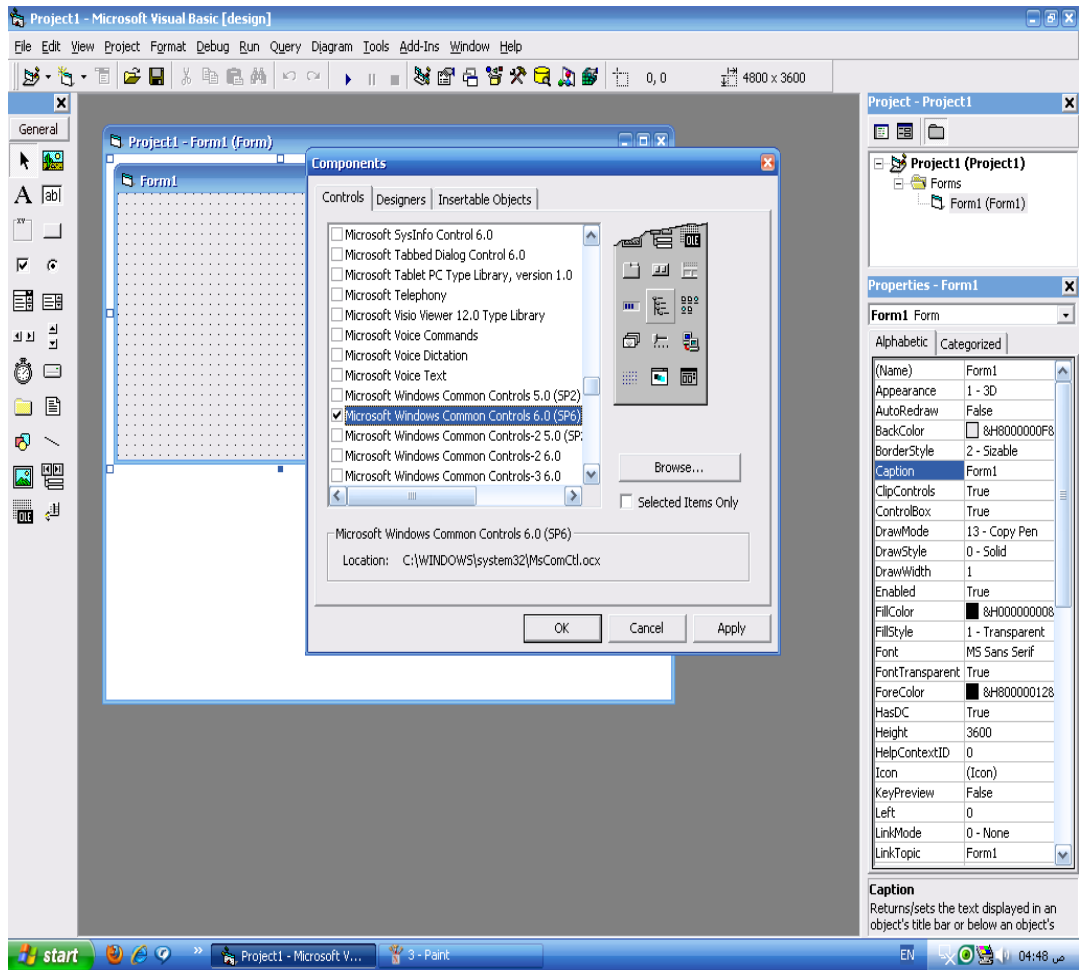 Project1 - Microsoft Visual Basic [design]
File Edit View Project Format Debug Run Query Diagram Tools Add-Ins Window Help
0, 0 4800 x 3600
General
A ab|
XY
OLE
Project1 - Form1 (Form)
Form1
Components
Controls Designers Insertable Objects
Microsoft SysInfo Control 6.0
Microsoft Tabbed Dialog Control 6.0
Microsoft Tablet PC Type Library, version 1.0
Microsoft Telephony
Microsoft Visio Viewer 12.0 Type Library
Microsoft Voice Commands
Microsoft Voice Dictation
Microsoft Voice Text
Microsoft Windows Common Controls 5.0 (SP2)
Microsoft Windows Common Controls 6.0 (SP6)
Microsoft Windows Common Controls-2 5.0 (SP
Microsoft Windows Common Controls-2 6.0
Microsoft Windows Common Controls-3 6.0
OLE
Browse...
Selected Items Only
Microsoft Windows Common Controls 6.0 (SP6)
Location: C:\WINDOWS\system32\MsComCtl.ocx
OK Cancel Apply
Project - Project1
Project1 (Project1)
Forms
Form1 (Form1)
Properties - Form1
Form1 Form
Alphabetic Categorized
(Name) Form1
Appearance 1 - 3D
AutoRedraw False
BackColor &H8000000F&
BorderStyle 2 - Sizable
Caption Form1
ClipControls True
ControlBox True
DrawMode 13 - Copy Pen
DrawStyle 0 - Solid
DrawWidth 1
Enabled True
FillColor &H00000000&
FillStyle 1 - Transparent
Font MS Sans Serif
FontTransparent True
ForeColor &H80000012&
HasDC True
Height 3600
HelpContextID 0
Icon (Icon)
KeyPreview False
Left 0
LinkMode 0 - None
LinkTopic Form1
Caption
Returns/sets the text displayed in an
object's title bar or below an object's
start » Project1 - Microsoft V... 3 - Paint EN 04:48 ص